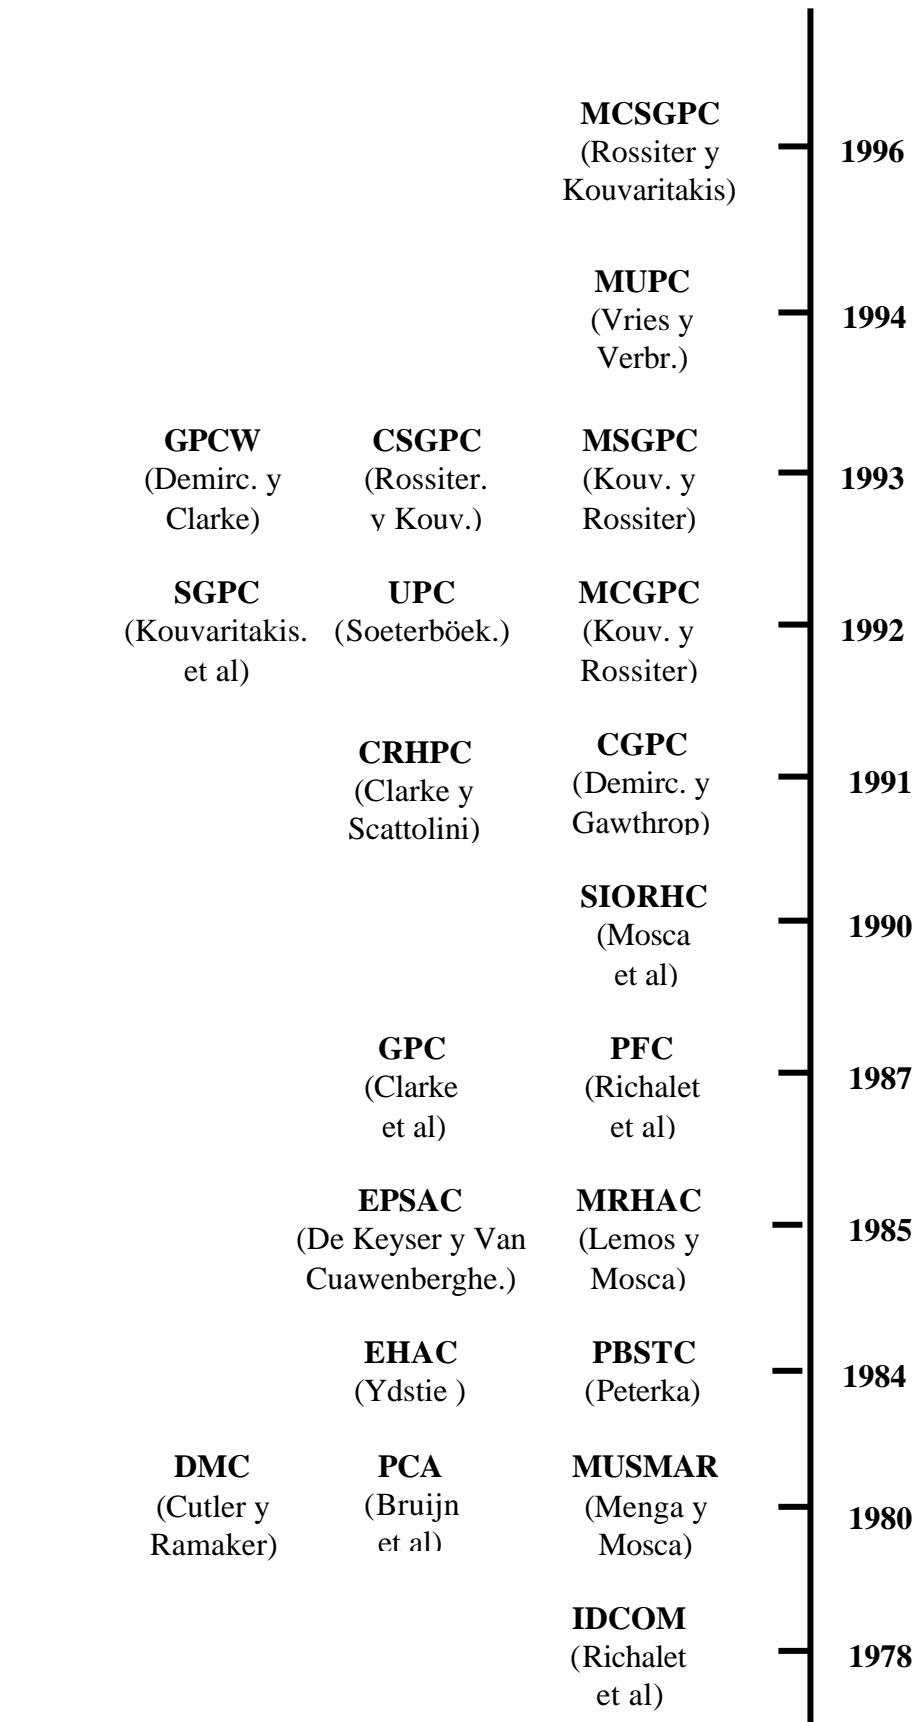 MCSGPC
(Rossiter y
Kouvaritakis)
1996
MUPC
(Vries y
Verbr.)
1994
GPCW
(Demirc. y
Clarke)
CSGPC
(Rossiter.
y Kouv.)
MSGPC
(Kouv. y
Rossiter)
1993
SGPC
(Kouvaritakis.
et al)
UPC
(Soeterböek.)
MCGPC
(Kouv. y
Rossiter)
1992
CRHPC
(Clarke y
Scattolini)
CGPC
(Demirc. y
Gawthrop)
1991
SIORHC
(Mosca
et al)
1990
GPC
(Clarke
et al)
PFC
(Richalet
et al)
1987
EPSAC
(De Keyser y Van
Cuawenberghe.)
MRHAC
(Lemos y
Mosca)
1985
EHAC
(Ydstie )
PBSTC
(Peterka)
1984
DMC
(Cutler y
Ramaker)
PCA
(Bruijn
et al)
MUSMAR
(Menga y
Mosca)
1980
IDCOM
(Richalet
et al)
1978